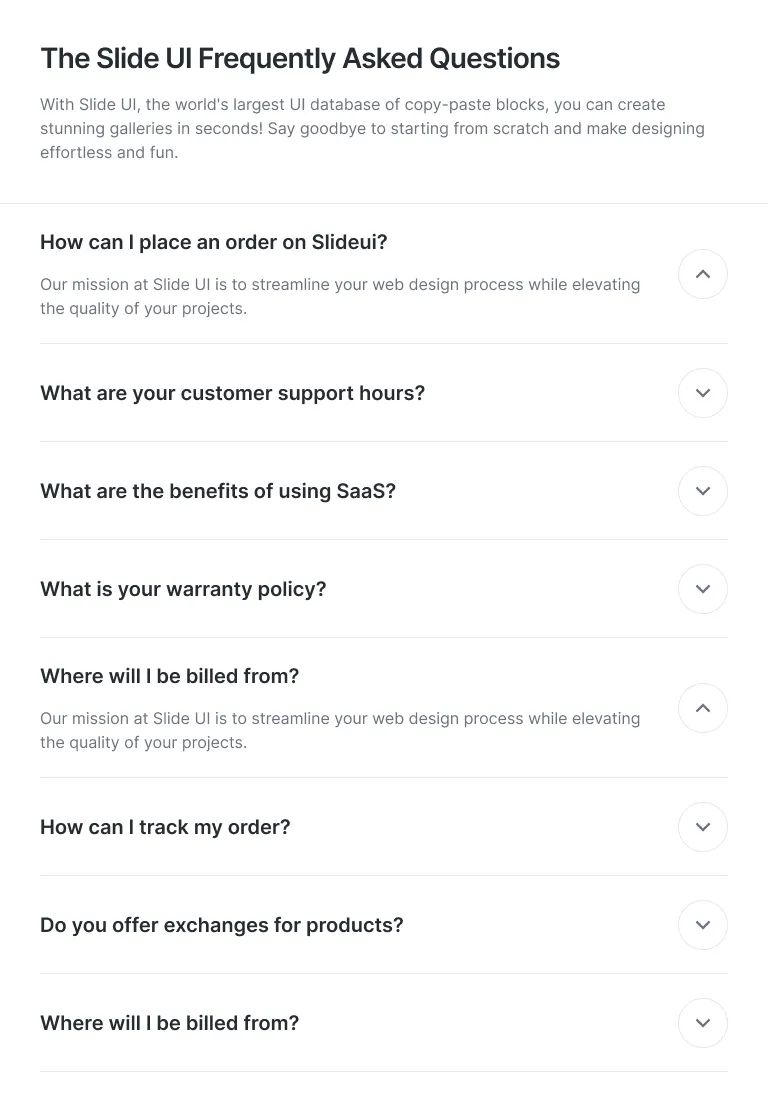 The Slide UI Frequently Asked Questions
With Slide UI, the world's largest UI database of copy-paste blocks, you can create
stunning galleries in seconds! Say goodbye to starting from scratch and make designing
effortless and fun.
How can I place an order on Slideui?
Our mission at Slide UI is to streamline your web design process while elevating
the quality of your projects.
What are your customer support hours?
What are the benefits of using SaaS?
What is your warranty policy?
Where will I be billed from?
Our mission at Slide UI is to streamline your web design process while elevating
the quality of your projects.
How can I track my order?
Do you offer exchanges for products?
Where will I be billed from?